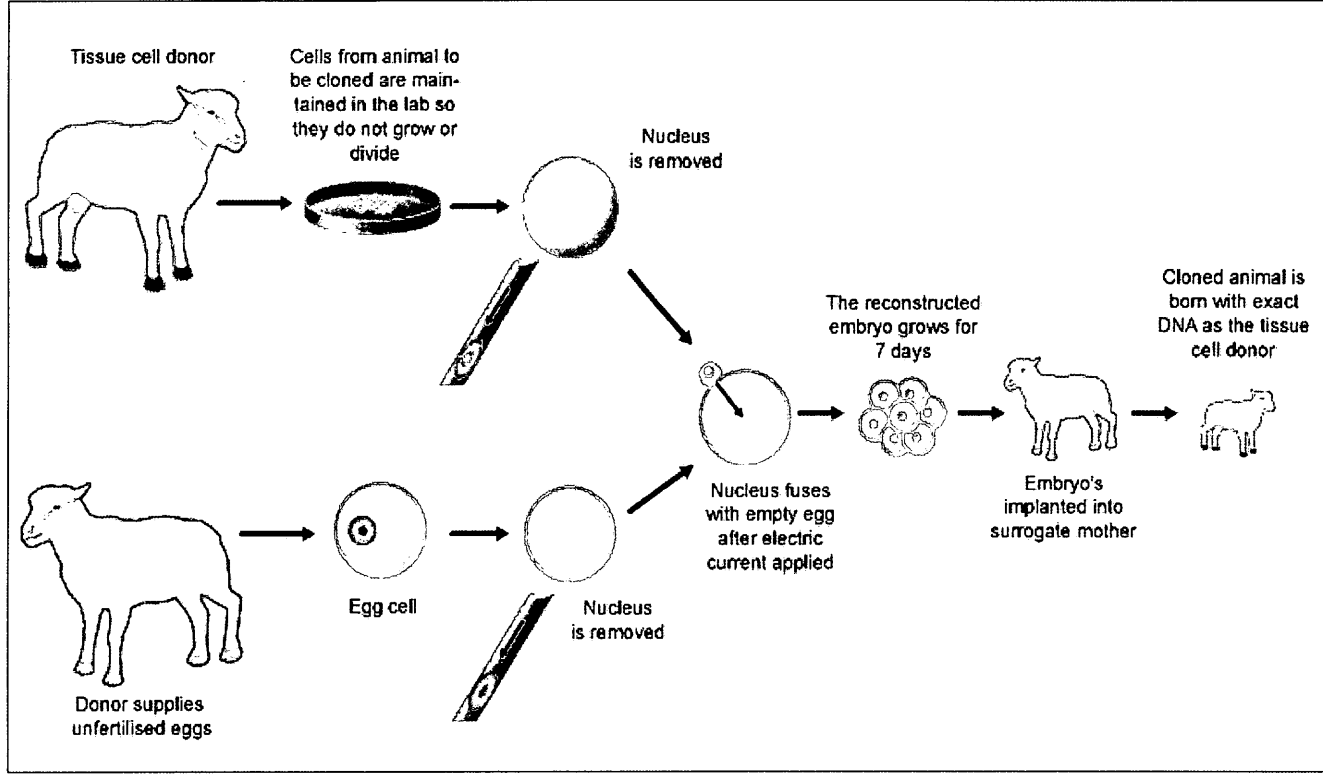 Tissue cell donor
Cells from animal to
be cloned are main-
tained in the lab so
they do not grow or
divide
Nucleus
is removed
The reconstructed
embryo grows for
7 days
Cloned animal is
born with exact
DNA as the tissue
cell donor
Nucleus fuses
with empty egg
after electric
current applied
Embryo's
implanted into
surrogate mother
Egg cell
Nucleus
is removed
Donor supplies
unfertilised eggs